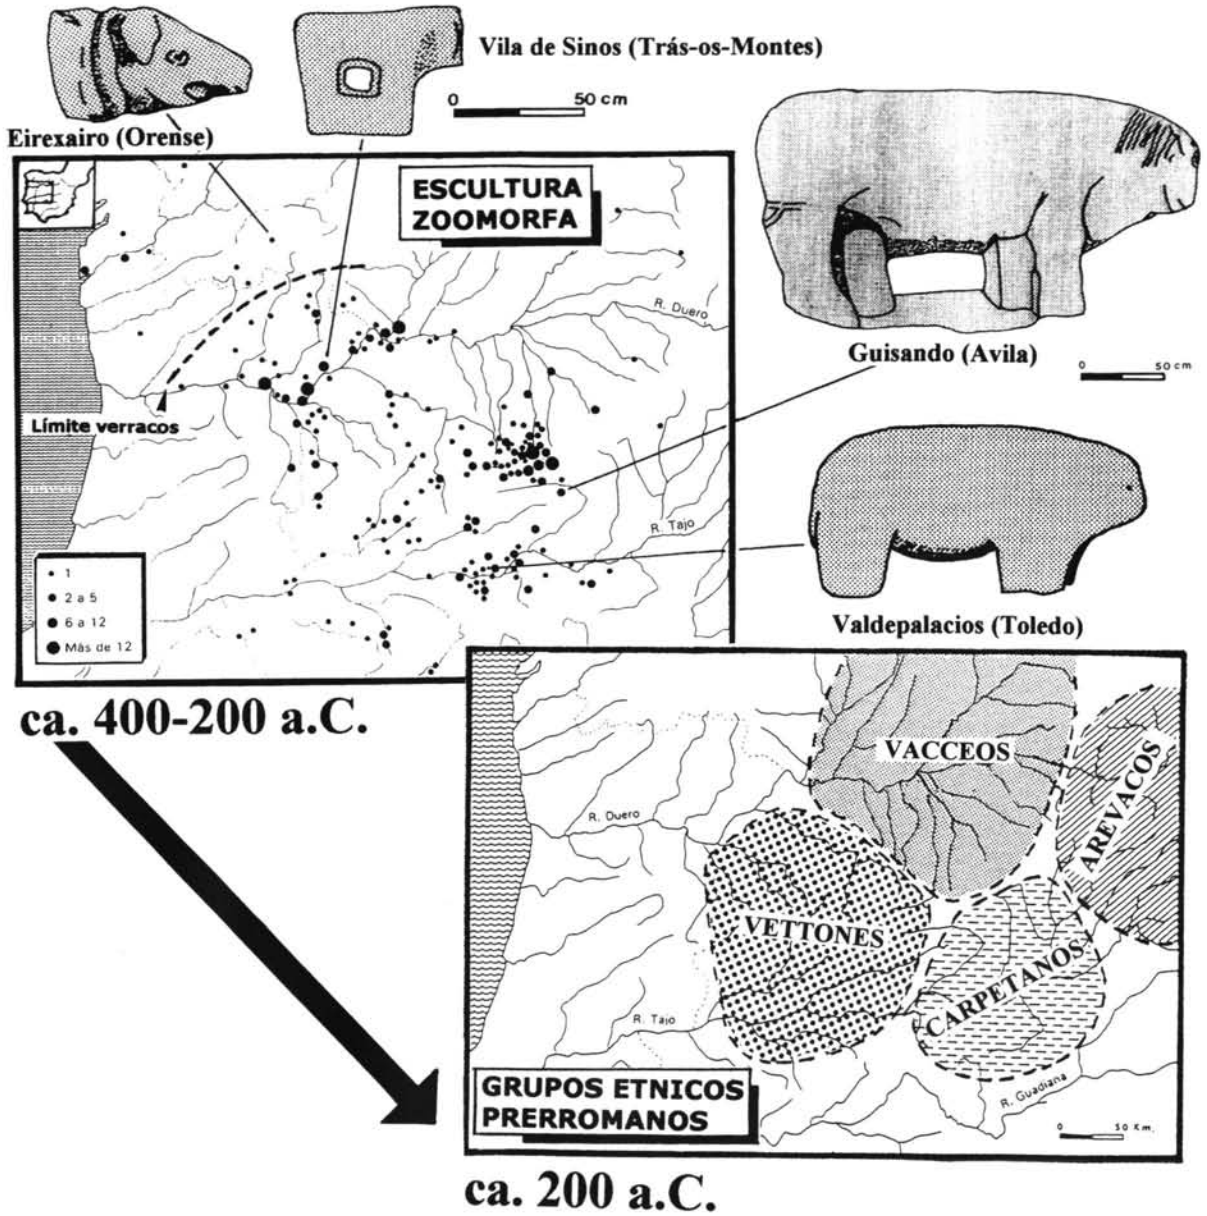 Vila de Sinos (Trás-os-Montes)
0 50 cm
Eirexairo (Orense)
ESCULTURA
ZOOMORFA
R. Duero
Guisando (Avila)
0 50 cm
Límite verracos
R. Tajo
1
2 a 5
6 a 12
Más de 12
Valdepalacios (Toledo)
ca. 400-200 a.C.
VACCEOS
AREVACOS
R. Duero
VETTONES
CARPETANOS
R. Tajo
R. Guadiana
GRUPOS ETNICOS
PRERROMANOS
0 50 Km.
ca. 200 a.C.